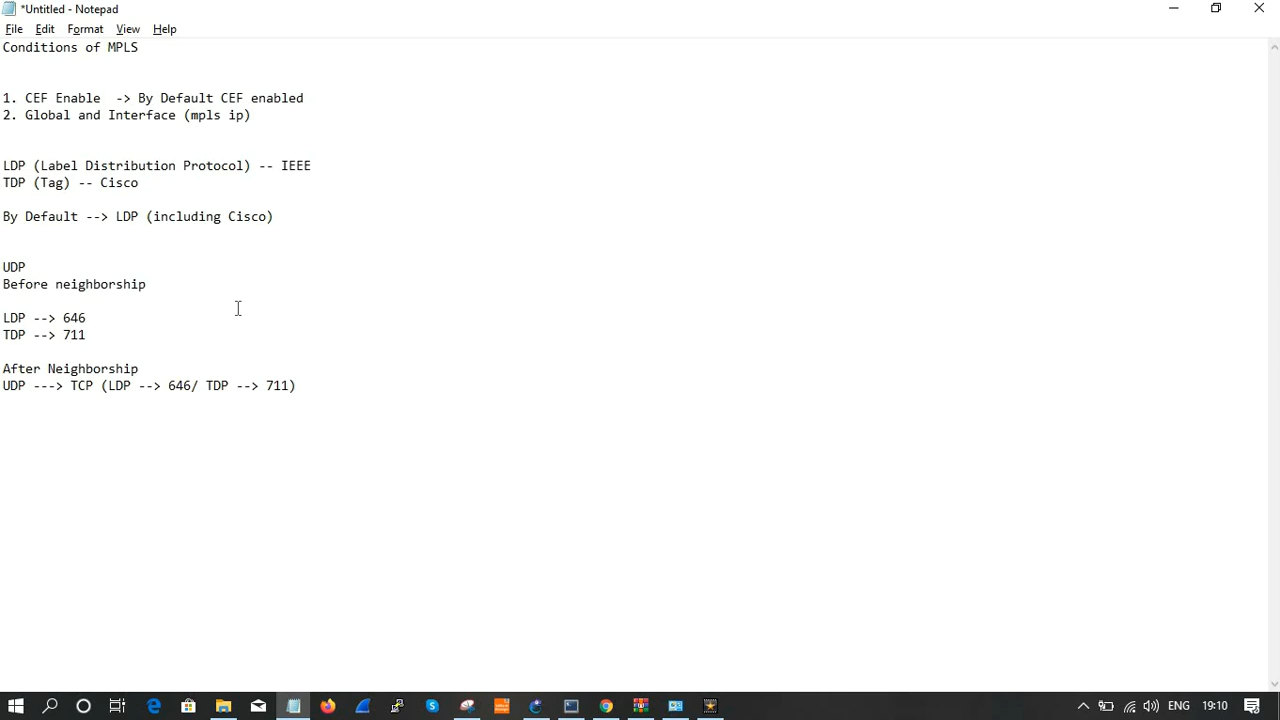 *Untitled - Notepad
File Edit Format View Help
Conditions of MPLS
1. CEF Enable -> By Default CEF enabled
2. Global and Interface (mpls ip)
LDP (Label Distribution Protocol) -- IEEE
TDP (Tag) -- Cisco
By Default --> LDP (including Cisco)
UDP
Before neighborship
LDP --> 646
TDP --> 711
After Neighborship
UDP ---> TCP (LDP --> 646/ TDP --> 711)
ENG 19:10